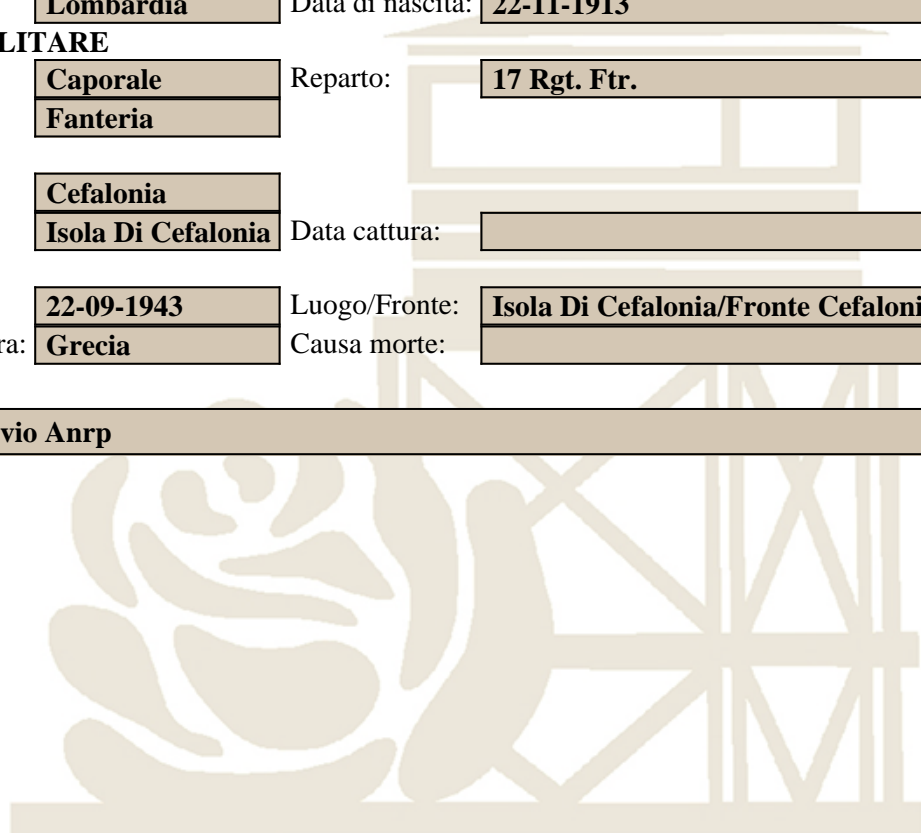 Lombardia Data di nascita: 22-11-1913
LITARE
Caporale Reparto: 17 Rgt. Ftr.
Fanteria
Cefalonia
Isola Di Cefalonia Data cattura:
22-09-1943 Luogo/Fronte: Isola Di Cefalonia/Fronte Cefaloni
ra: Grecia Causa morte:
vio Anrp